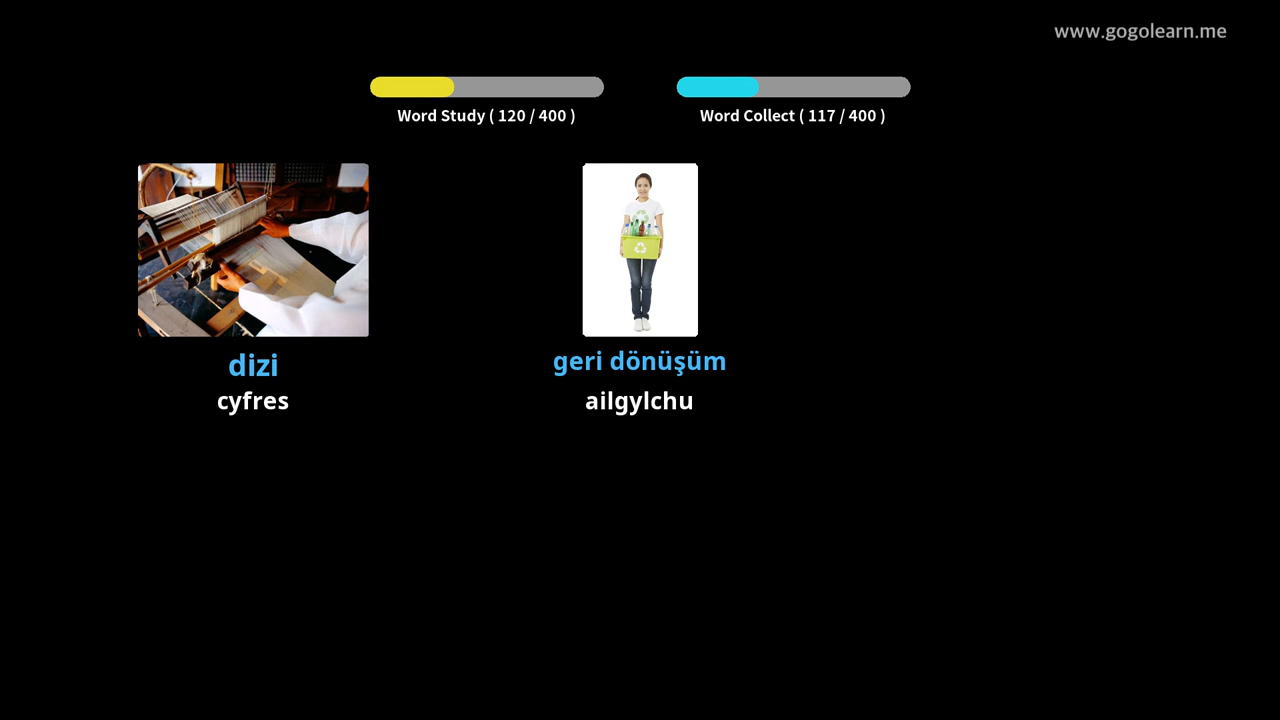 www.gogolearn.me
Word Study ( 120 / 400 )
Word Collect ( 117 / 400 )
dizi
cyfres
geri dönüşüm
ailgylchu